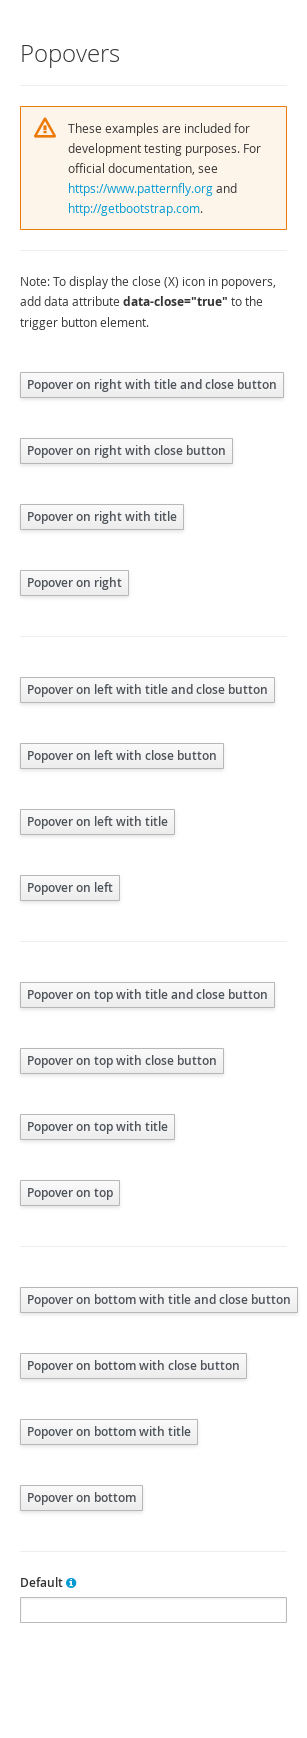 Popovers
These examples are included for
development testing purposes. For
official documentation, see
https://www.patternfly.org and
http://getbootstrap.com.
Note: To display the close (X) icon in popovers,
add data attribute data-close="true" to the
trigger button element.
Popover on right with title and close button
Popover on right with close button
Popover on right with title
Popover on right
Popover on left with title and close button
Popover on left with close button
Popover on left with title
Popover on left
Popover on top with title and close button
Popover on top with close button
Popover on top with title
Popover on top
Popover on bottom with title and close button
Popover on bottom with close button
Popover on bottom with title
Popover on bottom
Default